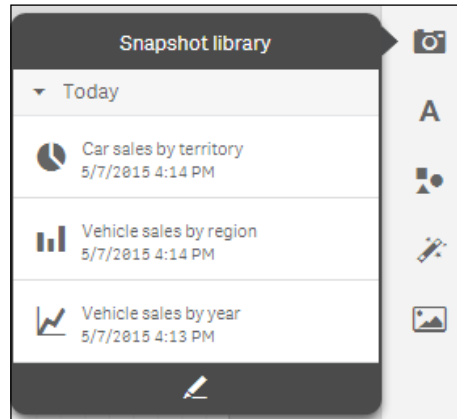 Snapshot library
Today
Car sales by territory
5/7/2015 4:14 PM
Vehicle sales by region
5/7/2015 4:14 PM
Vehicle sales by year
5/7/2015 4:13 PM
A